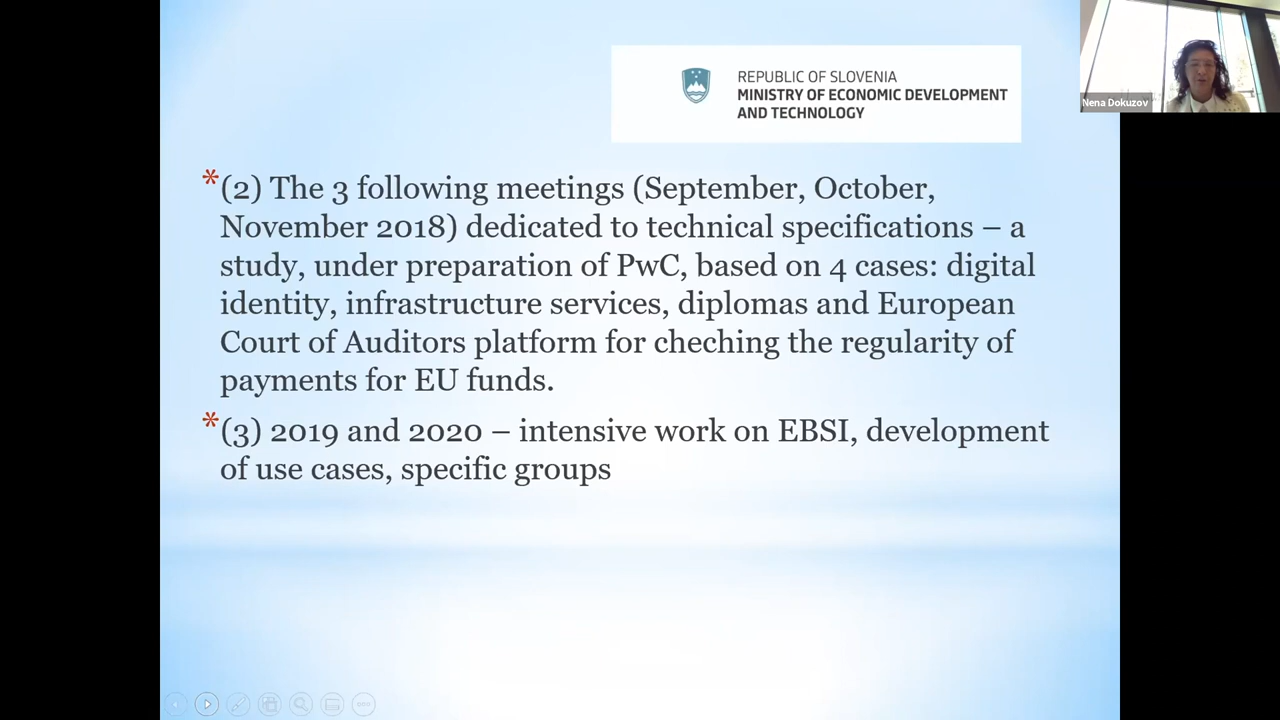 REPUBLIC OF SLOVENIA
MINISTRY OF ECONOMIC DEVELOPMENT
AND TECHNOLOGY
Nena Dokuzov
*(2) The 3 following meetings (September, October,
November 2018) dedicated to technical specifications – a
study, under preparation of PwC, based on 4 cases: digital
identity, infrastructure services, diplomas and European
Court of Auditors platform for cheching the regularity of
payments for EU funds.
*(3) 2019 and 2020 – intensive work on EBSI, development
of use cases, specific groups